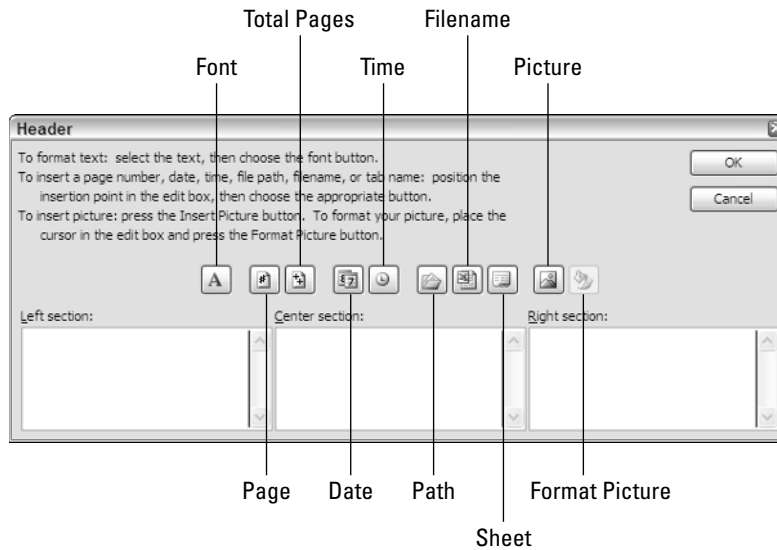 Total Pages Filename
Font Time Picture
Header
To format text: select the text, then choose the font button.
To insert a page number, date, time, file path, filename, or tab name: position the
insertion point in the edit box, then choose the appropriate button.
To insert picture: press the Insert Picture button. To format your picture, place the
cursor in the edit box and press the Format Picture button.
OK
Cancel
A
Left section: Center section: Right section:
Page Date Path Format Picture
Sheet